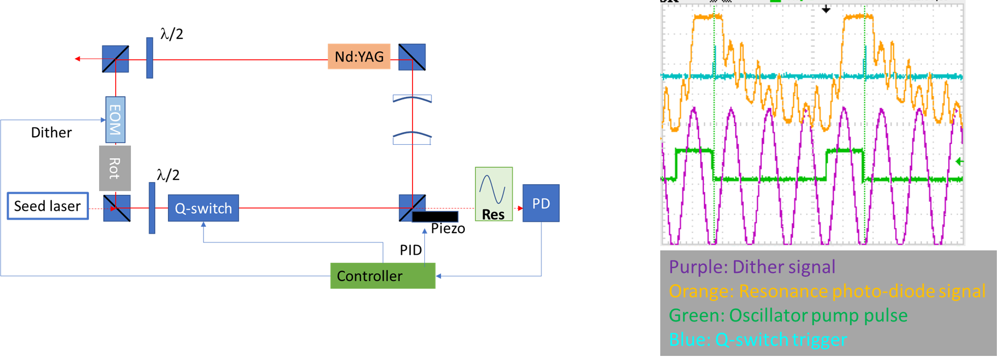 λ/2
Nd:YAG
EOM
Dither
Rot
λ/2
Seed laser
Q-switch
Res
PD
Piezo
PID
Controller
Purple: Dither signal
Orange: Resonance photo-diode signal
Green: Oscillator pump pulse
Blue: Q-switch trigger